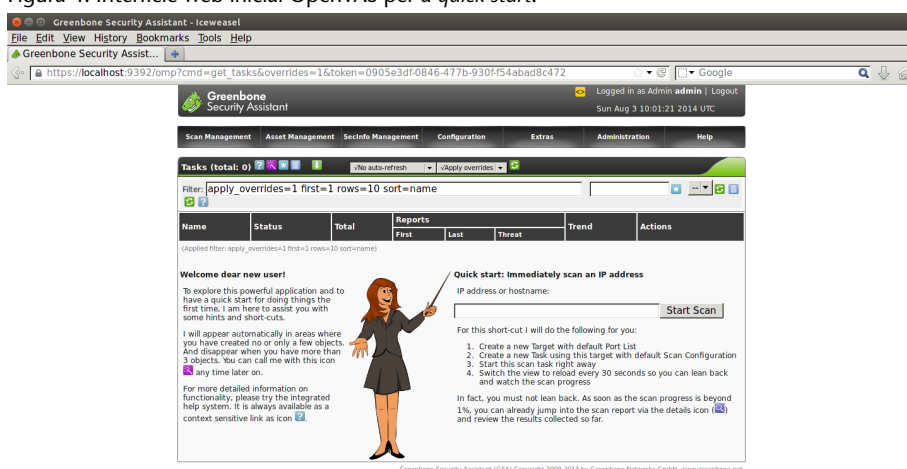 Figura 4. Interfície web inicial OpenVAS per a quick start.
Greenbone Security Assistant - Iceweasel
File Edit View History Bookmarks Tools Help
Greenbone Security Assist...
https://localhost:9392/omp?cmd=get_tasks&overrides=1&token=0905e3df-0846-477b-930f-f54abad8c472
Google
Greenbone
Security Assistant
Logged in as Admin admin | Logout
Sun Aug 3 10:01:21 2014 UTC
Scan Management Asset Management SecInfo Management Configuration Extras Administration Help
Tasks (total: 0)
√No auto-refresh
√Apply overrides
Filter: apply_overrides=1 first=1 rows=10 sort=name
--
Name Status Total Reports Trend Actions
First Last Threat
(Applied filter: apply_overrides=1 first=1 rows=10 sort=name)
Welcome dear new user!
To explore this powerful application and to
have a quick start for doing things the
first time, I am here to assist you with
some hints and short-cuts.
I will appear automatically in areas where
you have created no or only a few objects.
And disappear when you have more than
3 objects. You can call me with this icon
any time later on.
For more detailed information on
functionality, please try the integrated
help system. It is always available as a
context sensitive link as icon ?.
Quick start: Immediately scan an IP address
IP address or hostname:
Start Scan
For this short-cut I will do the following for you:
1. Create a new Target with default Port List
2. Create a new Task using this target with default Scan Configuration
3. Start this scan task right away
4. Switch the view to reload every 30 seconds so you can lean back
and watch the scan progress
In fact, you must not lean back. As soon as the scan progress is beyond
1%, you can already jump into the scan report via the details icon ( )
and review the results collected so far.
Greenbone Security Assistant (GSA) Copyright 2009-2013 by Greenbone Networks GmbH, www.greenbone.net